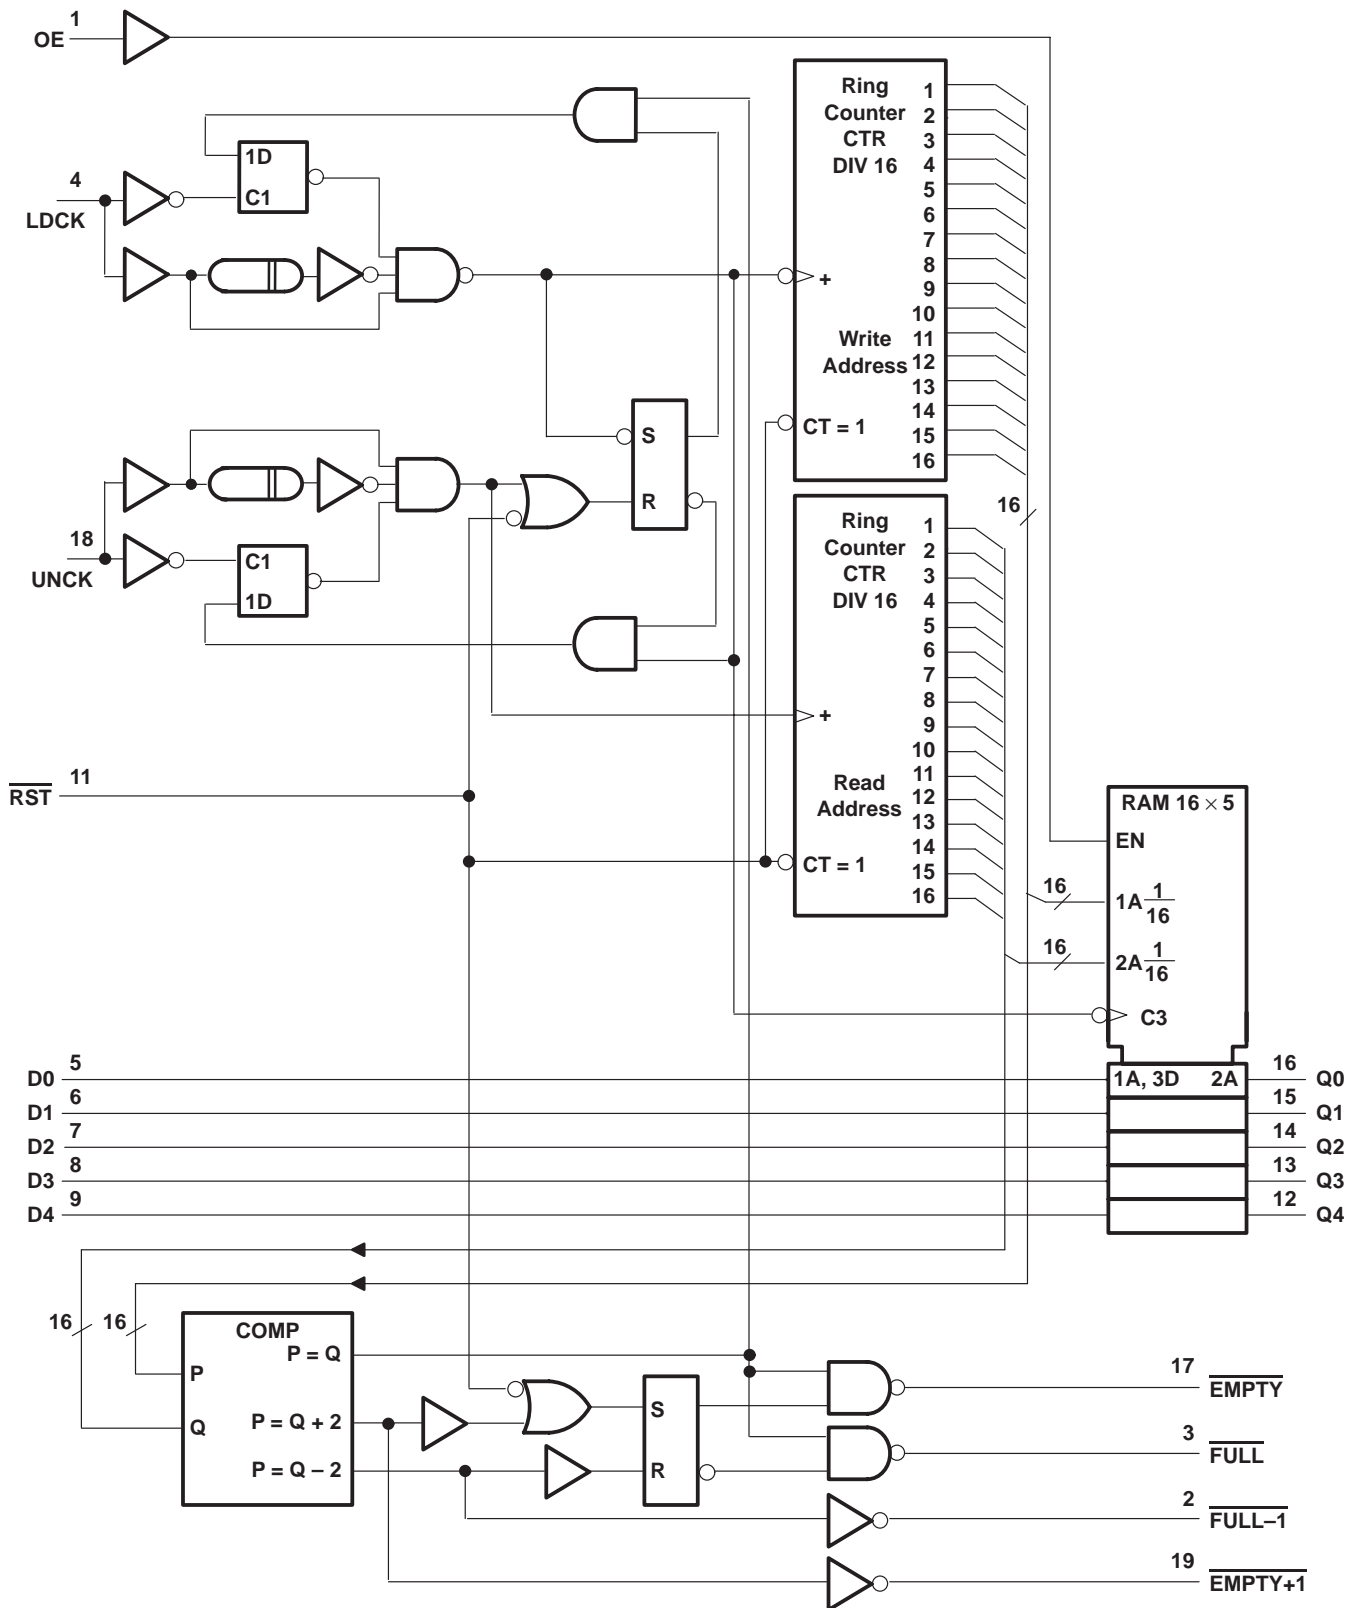 1
OE
4
LDCK
1D
C1
18
UNCK
C1
1D
S
R
11
RST
Ring
Counter
CTR
DIV 16
Write
Address
+
CT = 1
1
2
3
4
5
6
7
8
9
10
11
12
13
14
15
16
16
Ring
Counter
CTR
DIV 16
Read
Address
+
CT = 1
1
2
3
4
5
6
7
8
9
10
11
12
13
14
15
16
RAM 16 × 5
EN
16
1A 1/16
16
2A 1/16
C3
5
D0
1A, 3D 2A
16
Q0
6
D1
15
Q1
7
D2
14
Q2
8
D3
13
Q3
9
D4
12
Q4
16 16
COMP
P = Q
P
P = Q + 2
Q
P = Q – 2
S
R
17
EMPTY
3
FULL
2
FULL–1
19
EMPTY+1